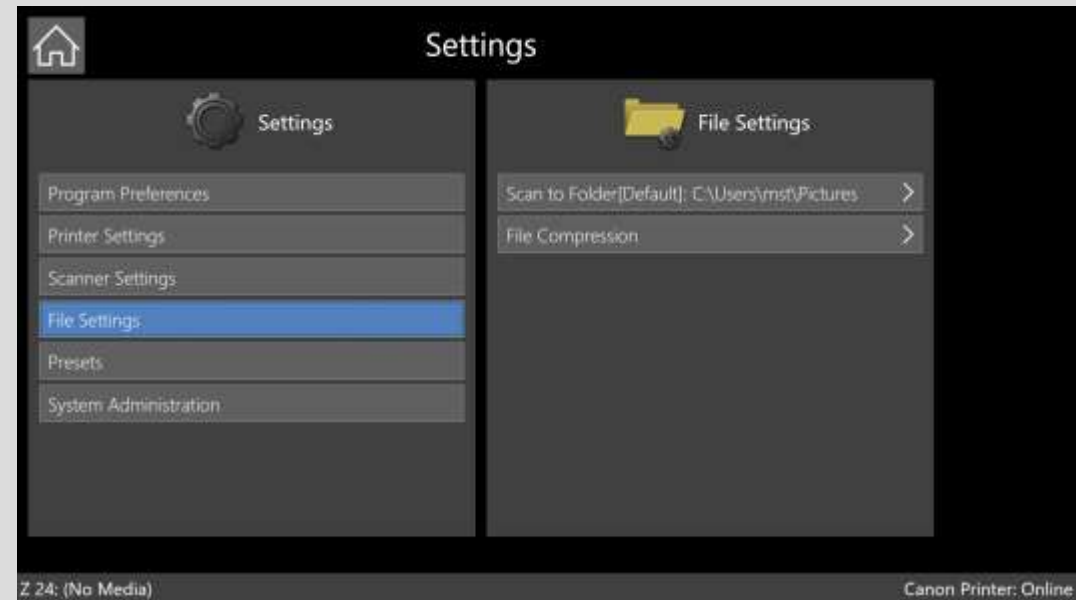 Settings
Settings
Program Preferences
Printer Settings
Scanner Settings
File Settings
Presets
System Administration
File Settings
Scan to Folder[Default]: C:\Users\mst\Pictures
File Compression
Z 24: (No Media)
Canon Printer: Online